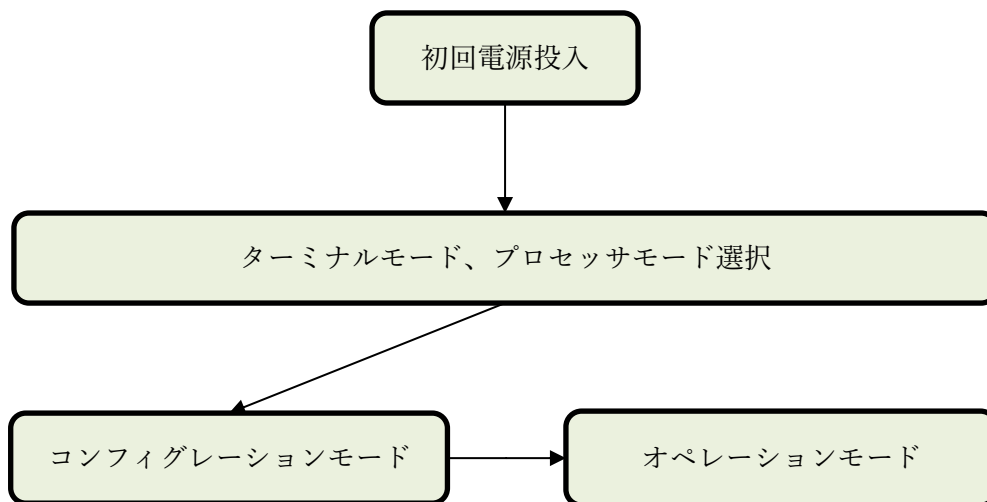 初回電源投入
ターミナルモード、プロセッサモード選択
コンフィグレーションモード
オペレーションモード